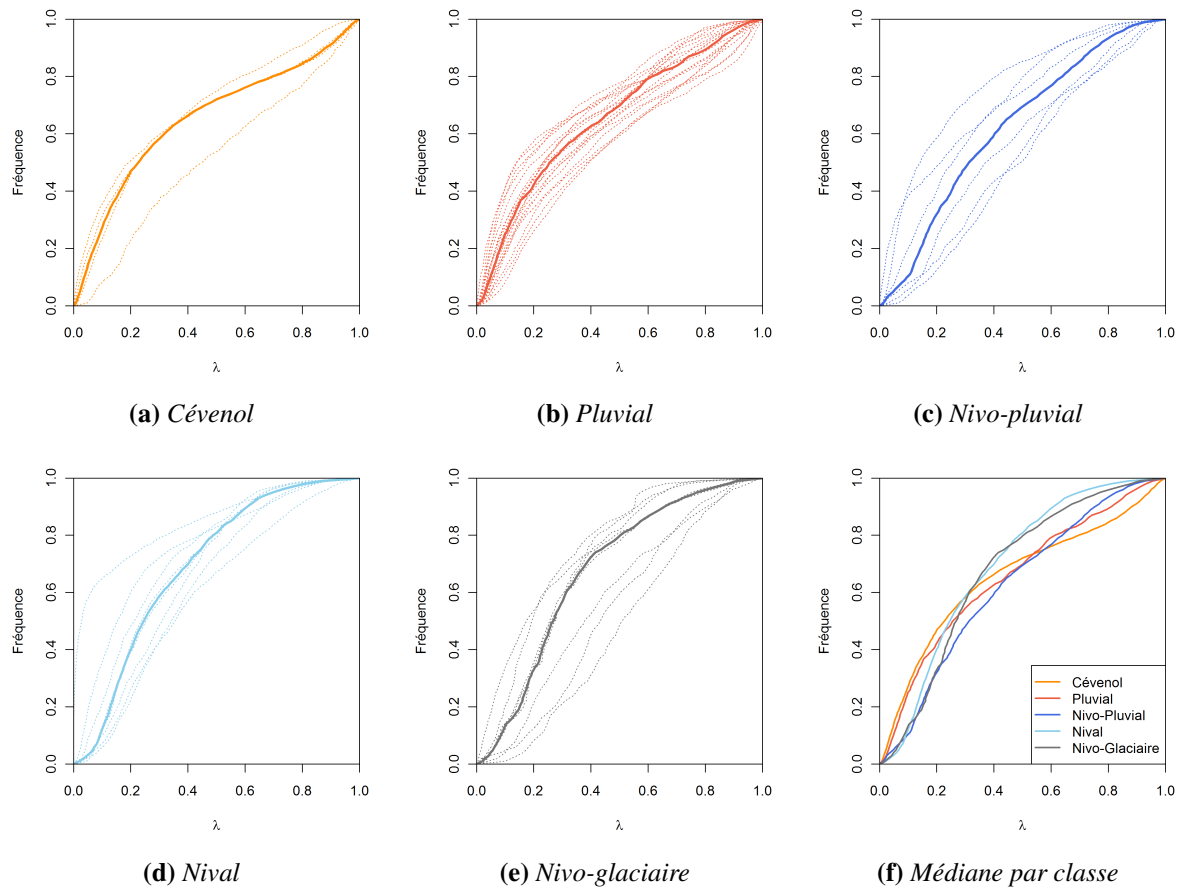 Fréquence
0.0 0.2 0.4 0.6 0.8 1.0
0.0 0.2 0.4 0.6 0.8 1.0
λ
(a) Cévenol
Fréquence
0.0 0.2 0.4 0.6 0.8 1.0
0.0 0.2 0.4 0.6 0.8 1.0
λ
(b) Pluvial
Fréquence
0.0 0.2 0.4 0.6 0.8 1.0
0.0 0.2 0.4 0.6 0.8 1.0
λ
(c) Nivo-pluvial
Fréquence
0.0 0.2 0.4 0.6 0.8 1.0
0.0 0.2 0.4 0.6 0.8 1.0
λ
(d) Nival
Fréquence
0.0 0.2 0.4 0.6 0.8 1.0
0.0 0.2 0.4 0.6 0.8 1.0
λ
(e) Nivo-glaciaire
Fréquence
0.0 0.2 0.4 0.6 0.8 1.0
Cévenol
Pluvial
Nivo-Pluvial
Nival
Nivo-Glaciaire
0.0 0.2 0.4 0.6 0.8 1.0
λ
(f) Médiane par classe